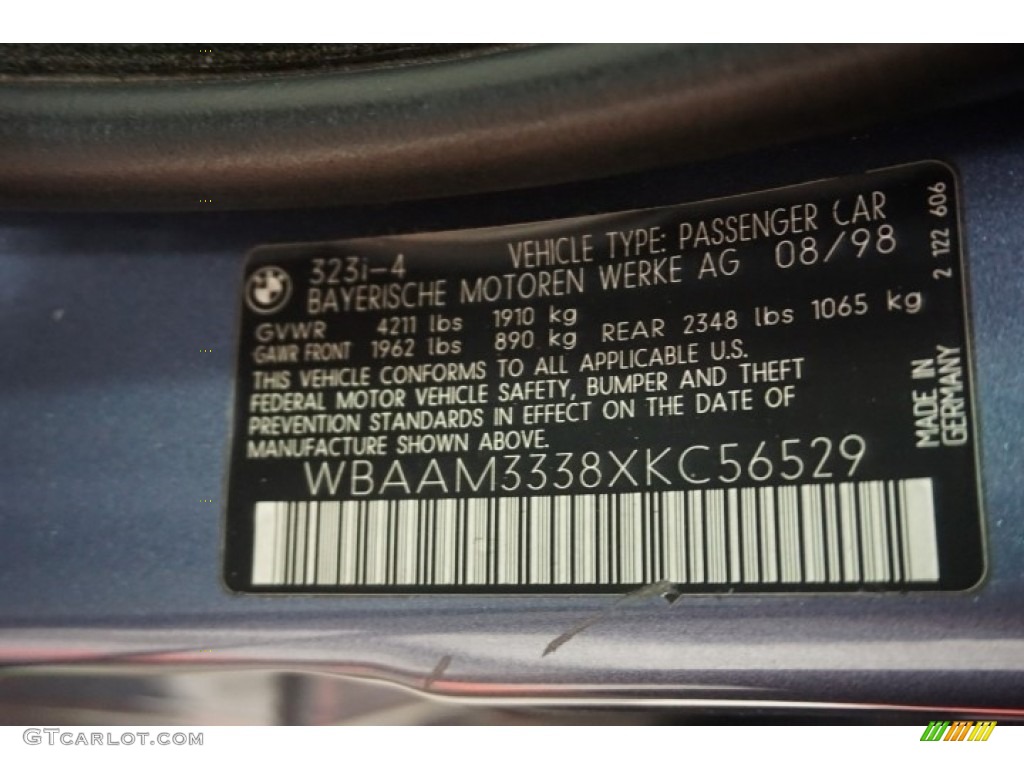 323i-4 VEHICLE TYPE: PASSENGER CAR
BAYERISCHE MOTOREN WERKE AG 08/98
GVWR 4211 lbs 1910 kg
GAWR FRONT 1962 lbs 890 kg REAR 2348 lbs 1065 kg
THIS VEHICLE CONFORMS TO ALL APPLICABLE U.S.
FEDERAL MOTOR VEHICLE SAFETY, BUMPER AND THEFT
PREVENTION STANDARDS IN EFFECT ON THE DATE OF
MANUFACTURE SHOWN ABOVE.
WBAAM3338XKC56529
2 122 606
MADE IN
GERMANY
GTCARLOT.COM